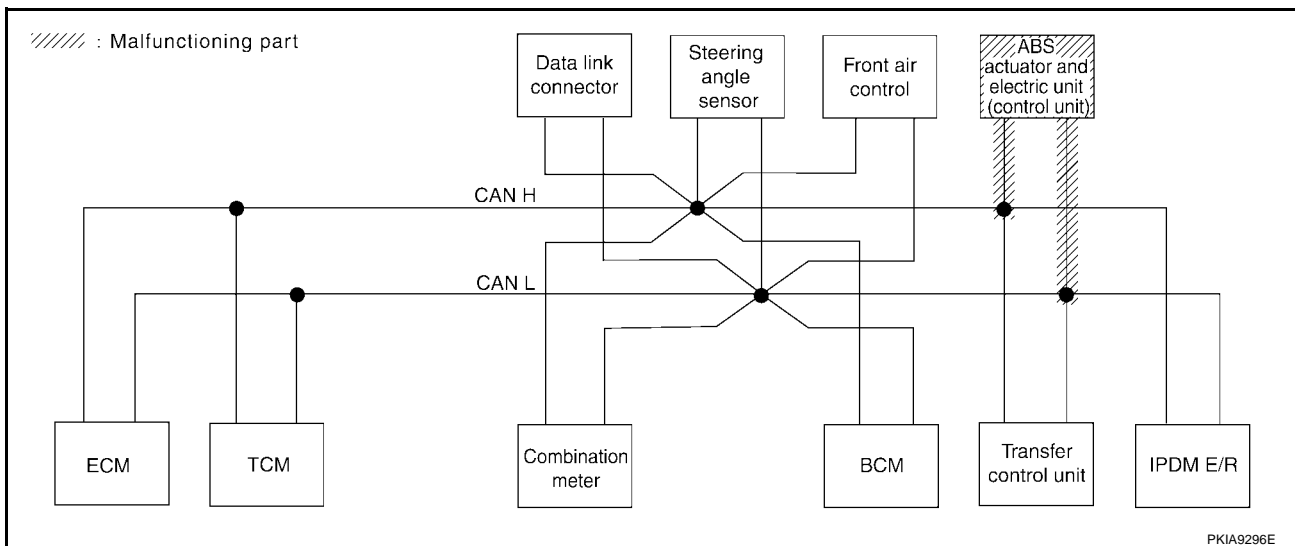 : Malfunctioning part
Data link
connector
Steering
angle
sensor
Front air
control
ABS
actuator and
electric unit
(control unit)
CAN H
CAN L
ECM
TCM
Combination
meter
BCM
Transfer
control unit
IPDM E/R
PKIA9296E